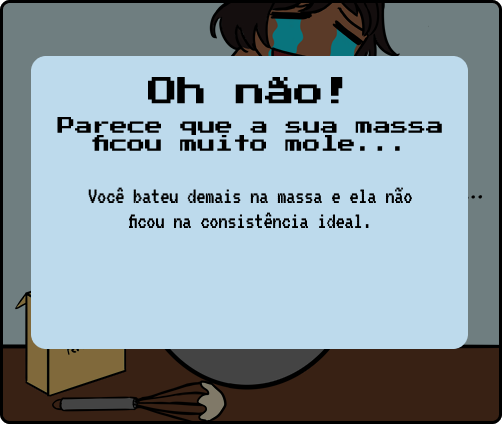 Oh não!
Parece que a sua massa
ficou muito mole...
Você bateu demais na massa e ela não
ficou na consistência ideal.